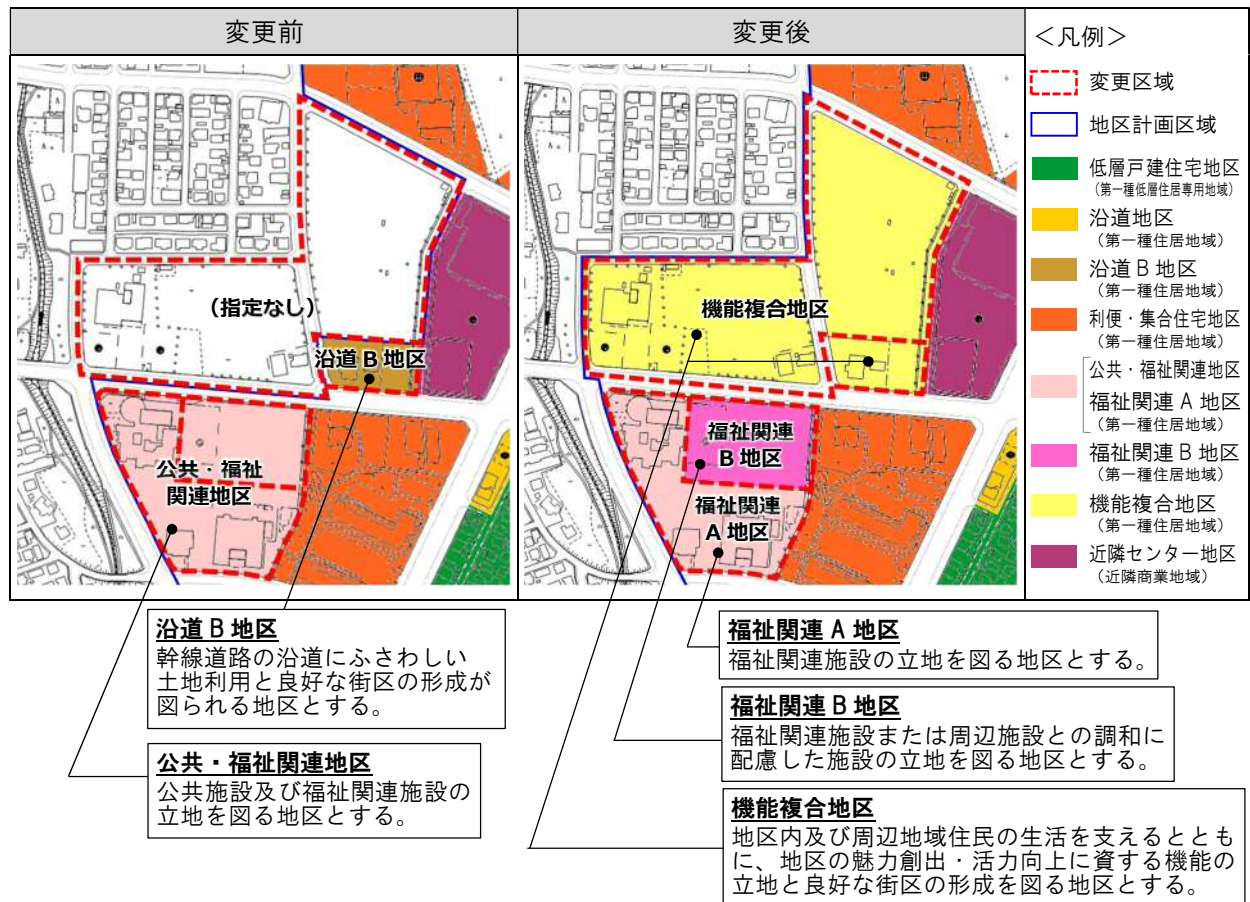 変更前
変更後
(指定なし)
沿道 B 地区
公共・福祉
関連地区
機能複合地区
福祉関連
B 地区
福祉関連
A 地区
＜凡例＞
変更区域
地区計画区域
低層戸建住宅地区
(第一種低層住居専用地域)
沿道地区
(第一種住居地域)
沿道 B 地区
(第一種住居地域)
利便・集合住宅地区
(第一種住居地域)
公共・福祉関連地区
福祉関連 A 地区
(第一種住居地域)
福祉関連 B 地区
(第一種住居地域)
機能複合地区
(第一種住居地域)
近隣センター地区
(近隣商業地域)
沿道 B 地区
幹線道路の沿道にふさわしい
土地利用と良好な街区の形成が
図られる地区とする。
公共・福祉関連地区
公共施設及び福祉関連施設の
立地を図る地区とする。
福祉関連 A 地区
福祉関連施設の立地を図る地区とする。
福祉関連 B 地区
福祉関連施設または周辺施設との調和に
配慮した施設の立地を図る地区とする。
機能複合地区
地区内及び周辺地域住民の生活を支えるととも
に、地区の魅力創出・活力向上に資する機能の
立地と良好な街区の形成を図る地区とする。